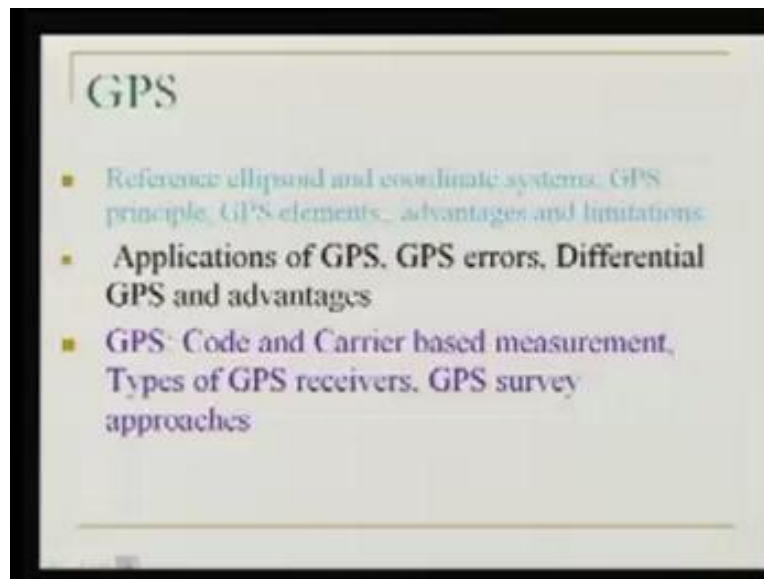 GPS
Reference ellipsoid and coordinate systems, GPS
principle, GPS elements, advantages and limitations
Applications of GPS, GPS errors, Differential
GPS and advantages
GPS: Code and Carrier based measurement,
Types of GPS receivers, GPS survey
approaches